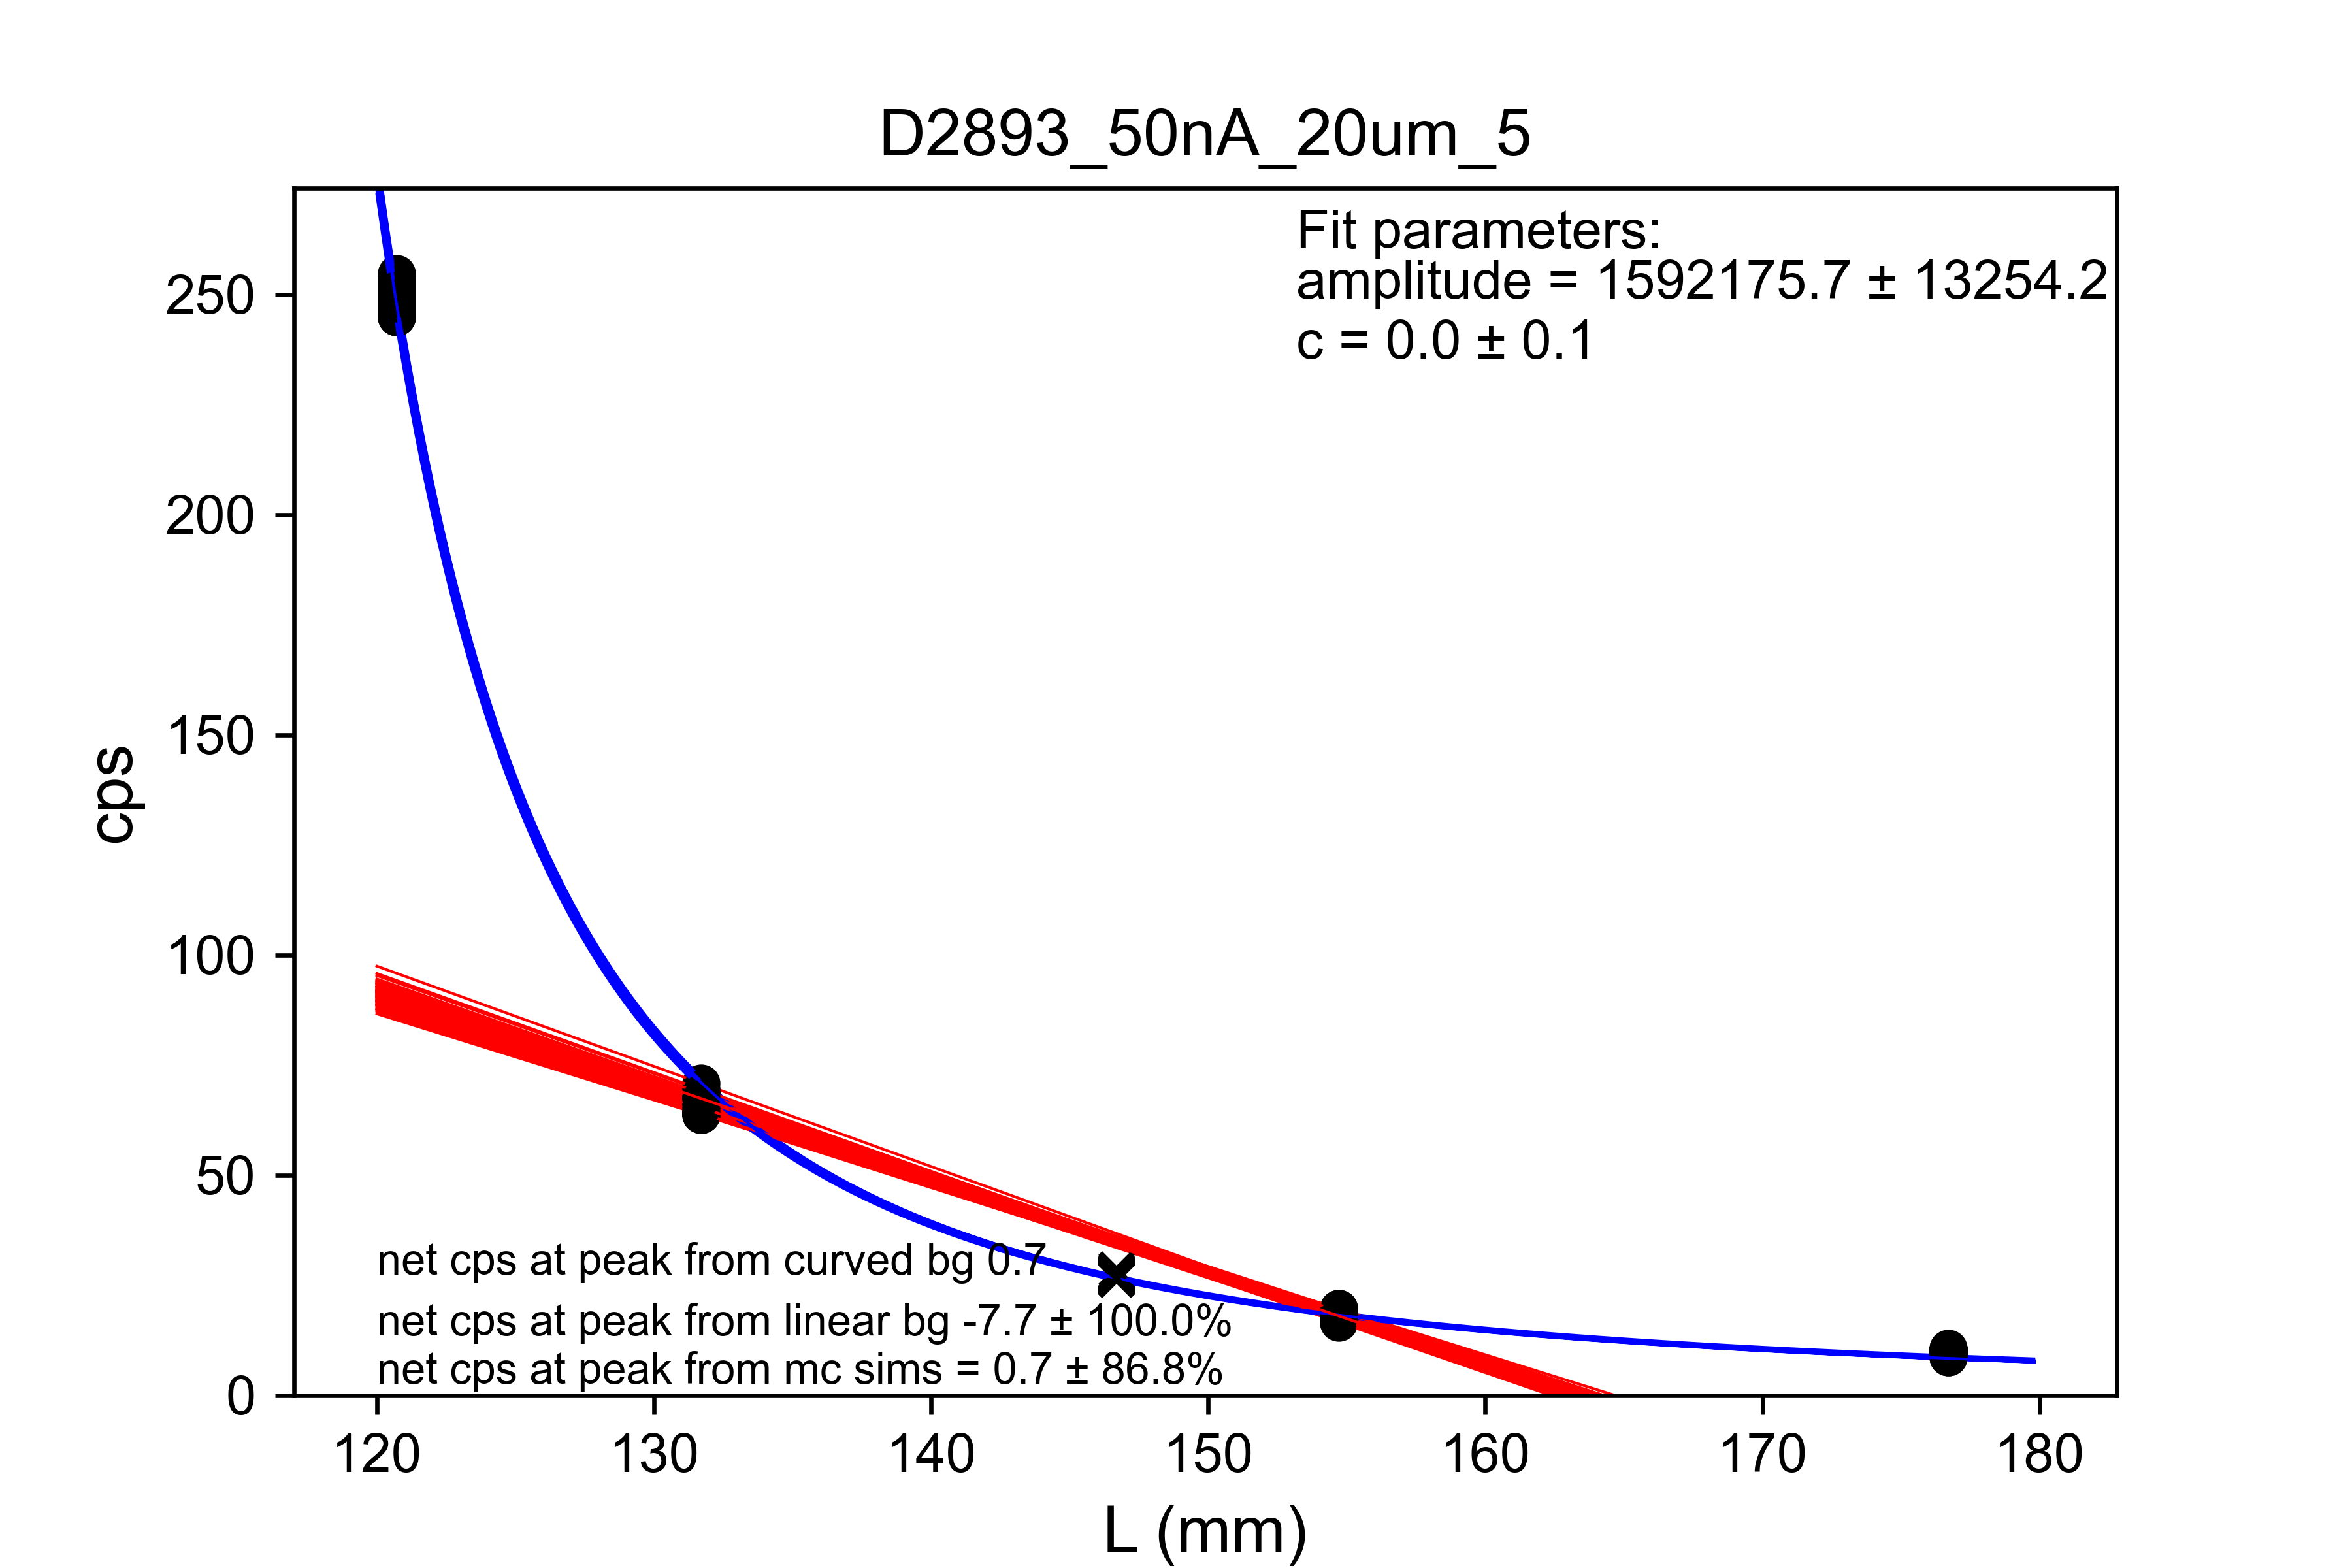 D2893_50nA_20um_5
Fit parameters:
amplitude = 1592175.7 ± 13254.2
c = 0.0 ± 0.1
250
200
150
100
50
0
cps
net cps at peak from curved bg 0.7
net cps at peak from linear bg -7.7 ± 100.0%
net cps at peak from mc sims = 0.7 ± 86.8%
120 130 140 150 160 170 180
L (mm)